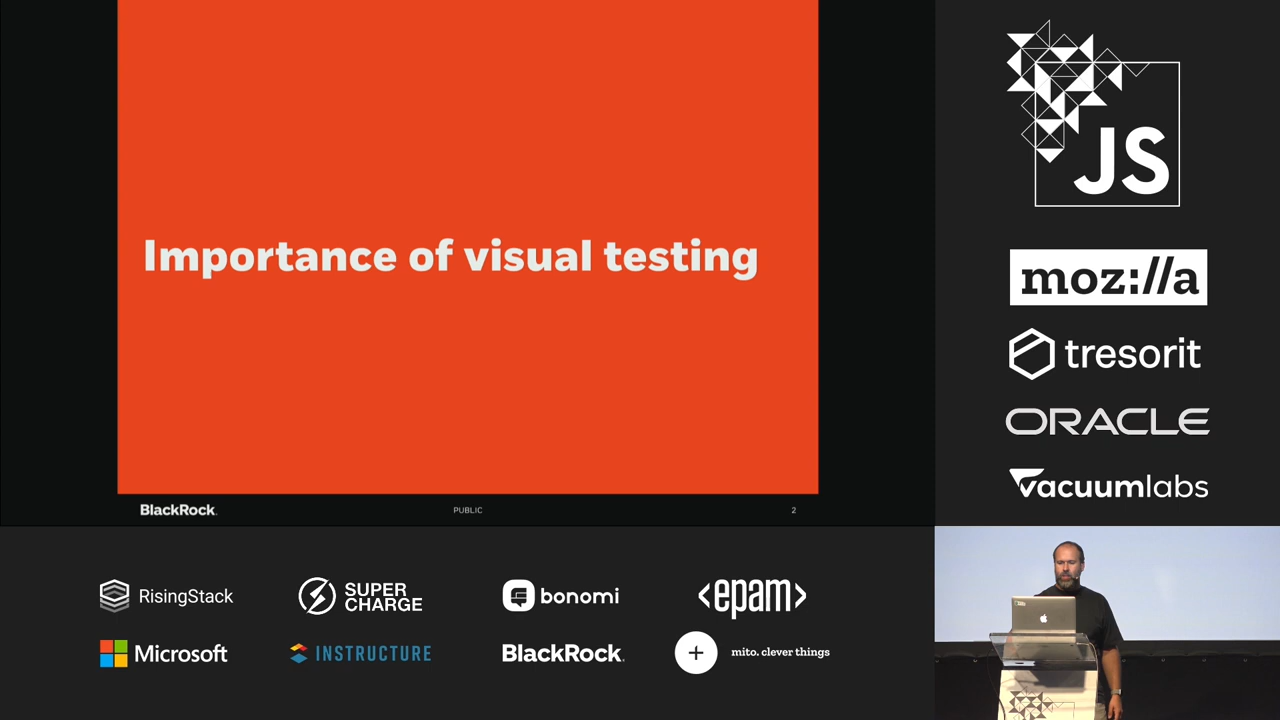 Importance of visual testing
BlackRock.
PUBLIC
2
JS
moz://a
tresorit
ORACLE
vacuumlabs
RisingStack
SUPER
CHARGE
bonomi
<epam>
Microsoft
INSTRUCTURE
BlackRock.
mito. clever things